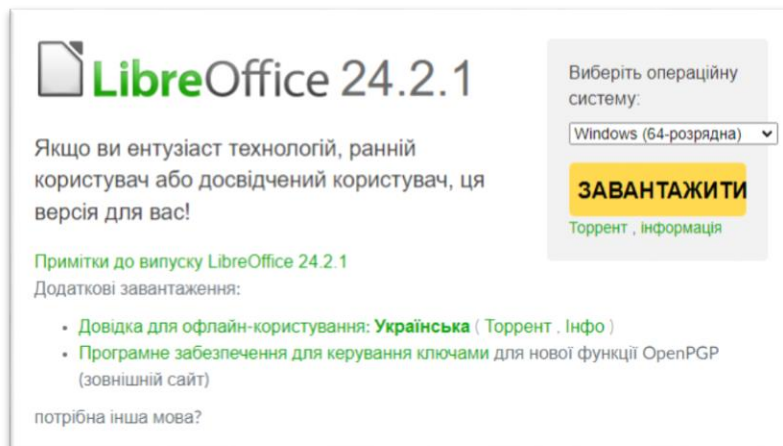 LibreOffice 24.2.1
Якщо ви ентузіаст технологій, ранній
користувач або досвідчений користувач, ця
версія для вас!
Примітки до випуску LibreOffice 24.2.1
Додаткові завантаження:
• Довідка для офлайн-користування: Українська ( Торрент , Інфо )
• Програмне забезпечення для керування ключами для нової функції OpenPGP
(зовнішній сайт)
потрібна інша мова?
Виберіть операційну
систему:
Windows (64-розрядна)
ЗАВАНТАЖИТИ
Торрент , інформація